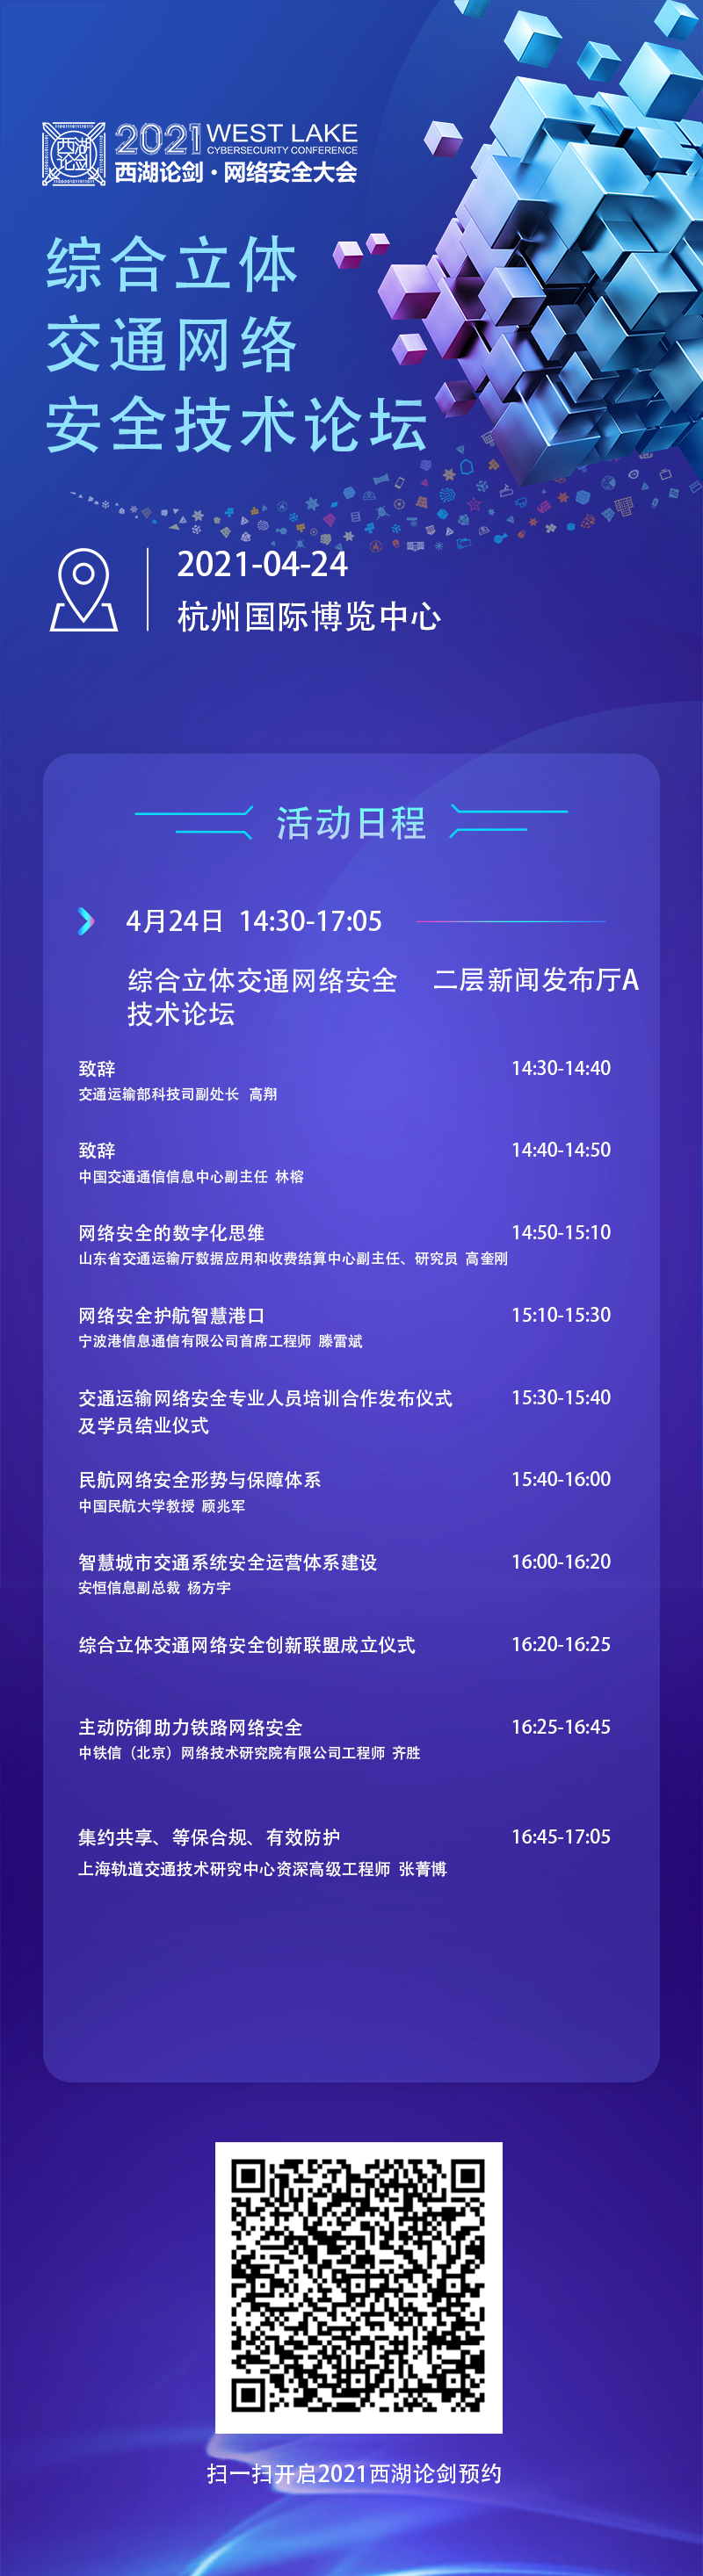 西湖论剑
2021 WEST LAKE
CYBERSECURITY CONFERENCE
西湖论剑·网络安全大会
综合立体
交通网络
安全技术论坛
2021-04-24
杭州国际博览中心
活动日程
4月24日 14:30-17:05
综合立体交通网络安全 二层新闻发布厅A
技术论坛
致辞 14:30-14:40
交通运输部科技司副处长 高翔
致辞 14:40-14:50
中国交通通信信息中心副主任 林榕
网络安全的数字化思维 14:50-15:10
山东省交通运输厅数据应用和收费结算中心副主任、研究员 高奎刚
网络安全护航智慧港口 15:10-15:30
宁波港信息通信有限公司首席工程师 滕雷斌
交通运输网络安全专业人员培训合作发布仪式 15:30-15:40
及学员结业仪式
民航网络安全形势与保障体系 15:40-16:00
中国民航大学教授 顾兆军
智慧城市交通系统安全运营体系建设 16:00-16:20
安恒信息副总裁 杨方宇
综合立体交通网络安全创新联盟成立仪式 16:20-16:25
主动防御助力铁路网络安全 16:25-16:45
中铁信（北京）网络技术研究院有限公司工程师 齐胜
集约共享、等保合规、有效防护 16:45-17:05
上海轨道交通技术研究中心资深高级工程师 张菁博
扫一扫开启2021西湖论剑预约